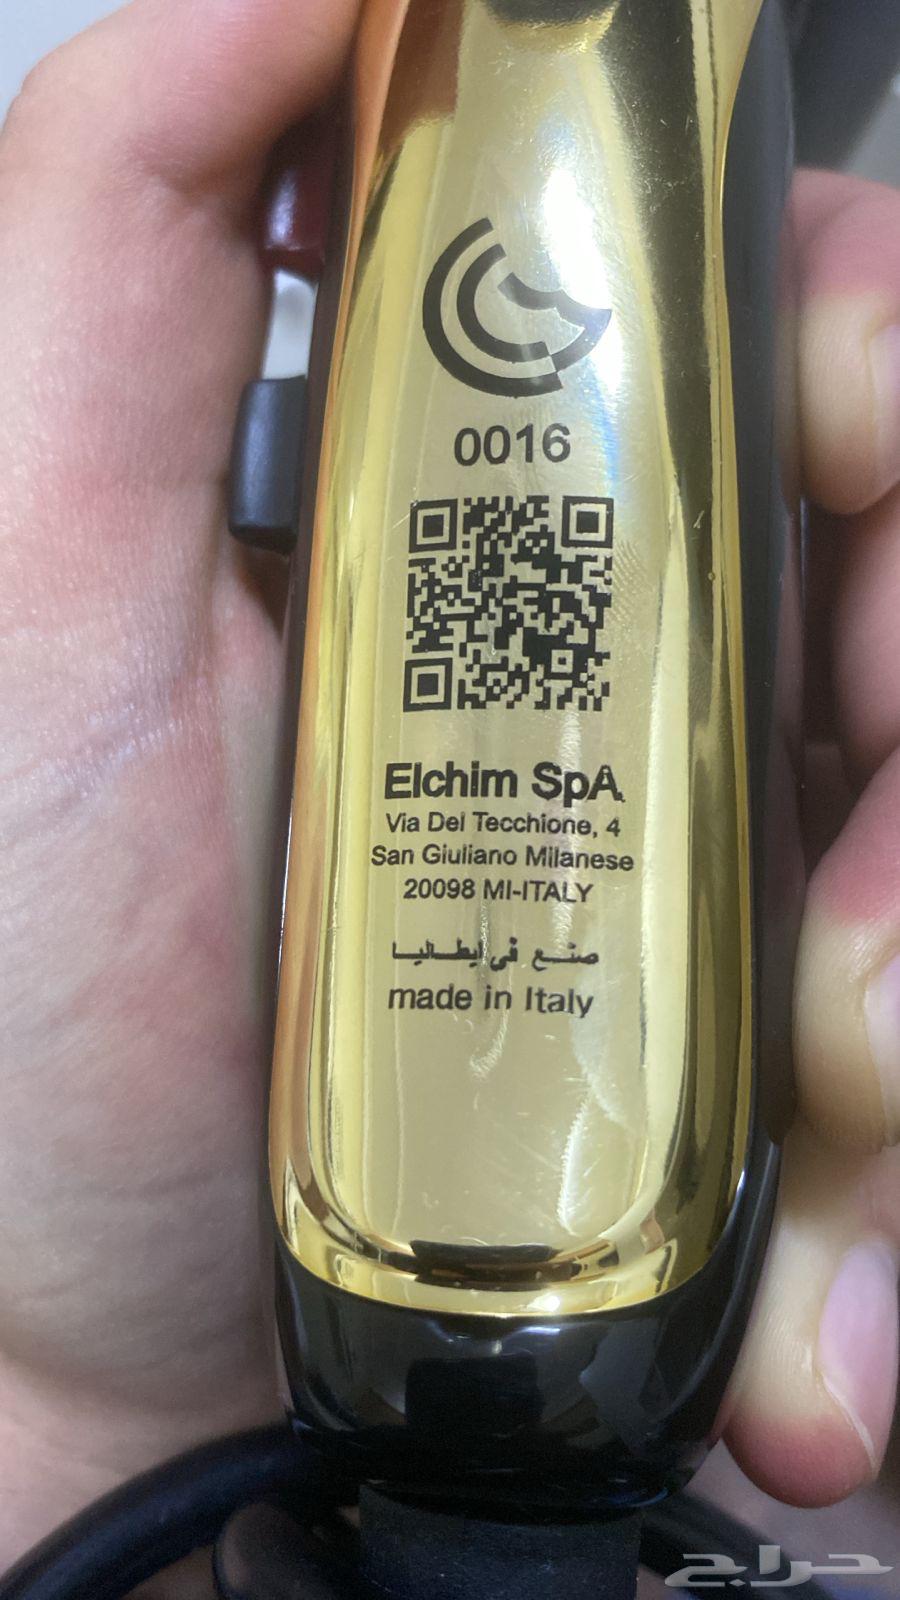 0016
Elchim SpA
Via Del Tecchione, 4
San Giuliano Milanese
20098 MI-ITALY
صنع في ايطاليا
made in Italy
حراج